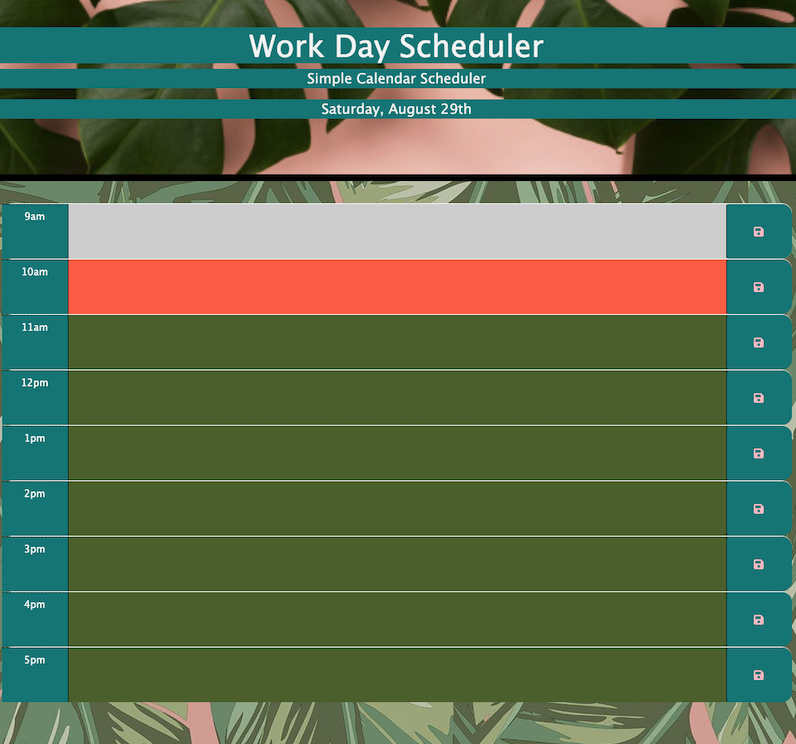 Work Day Scheduler
Simple Calendar Scheduler
Saturday, August 29th
9am
10am
11am
12pm
1pm
2pm
3pm
4pm
5pm